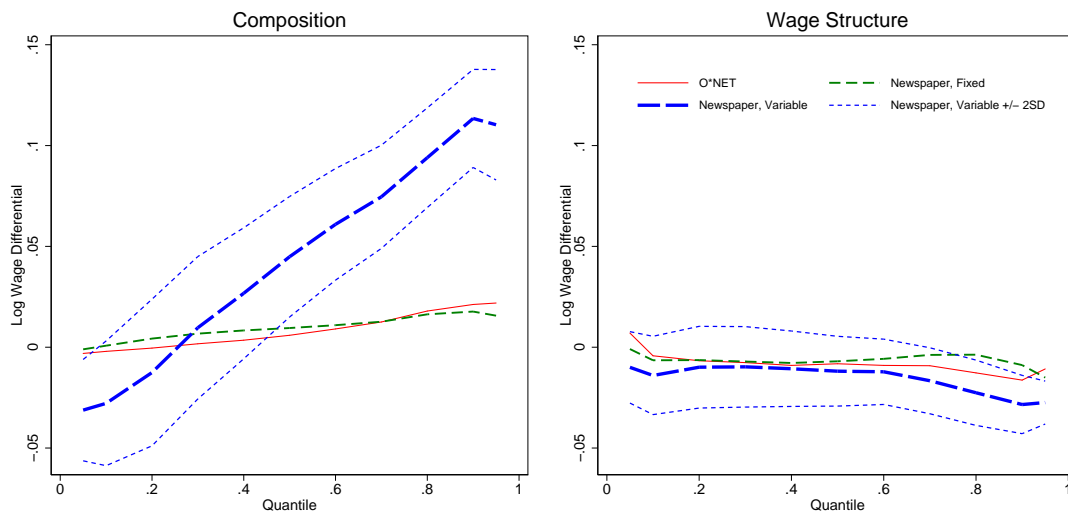 Composition
Log Wage Differential
.15
.1
.05
0
−.05
0
.2
.4
.6
.8
1
Quantile
Wage Structure
Log Wage Differential
.15
.1
.05
0
−.05
O*NET
Newspaper, Fixed
Newspaper, Variable
Newspaper, Variable +/− 2SD
0
.2
.4
.6
.8
1
Quantile